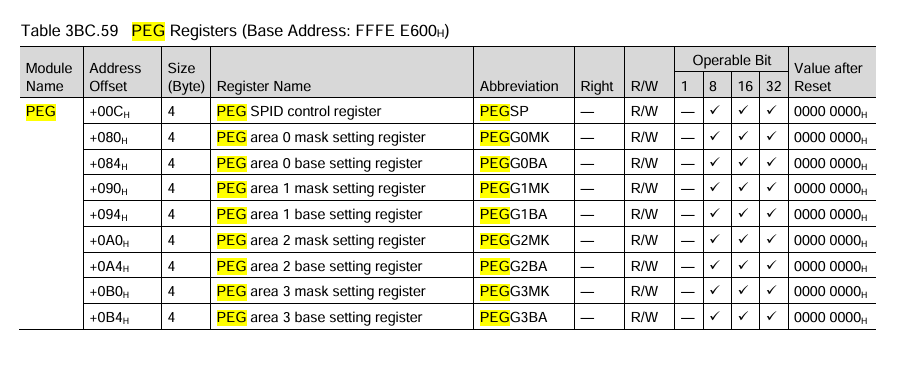 Table 3BC.59 PEG Registers (Base Address: FFFE E600H)
Operable Bit
Module Name Address Offset Size (Byte) Register Name Abbreviation Right R/W 1 8 16 32 Value after Reset
PEG +00CH 4 PEG SPID control register PEGSP — R/W — ✓ ✓ ✓ 0000 0000H
+080H 4 PEG area 0 mask setting register PEGG0MK — R/W — ✓ ✓ ✓ 0000 0000H
+084H 4 PEG area 0 base setting register PEGG0BA — R/W — ✓ ✓ ✓ 0000 0000H
+090H 4 PEG area 1 mask setting register PEGG1MK — R/W — ✓ ✓ ✓ 0000 0000H
+094H 4 PEG area 1 base setting register PEGG1BA — R/W — ✓ ✓ ✓ 0000 0000H
+0A0H 4 PEG area 2 mask setting register PEGG2MK — R/W — ✓ ✓ ✓ 0000 0000H
+0A4H 4 PEG area 2 base setting register PEGG2BA — R/W — ✓ ✓ ✓ 0000 0000H
+0B0H 4 PEG area 3 mask setting register PEGG3MK — R/W — ✓ ✓ ✓ 0000 0000H
+0B4H 4 PEG area 3 base setting register PEGG3BA — R/W — ✓ ✓ ✓ 0000 0000H